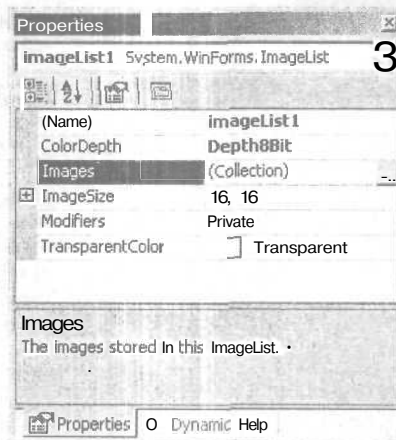 Properties
imageList1 System.WinForms.ImageList 3
(Name) imageList1
ColorDepth Depth8Bit
Images (Collection) ...
ImageSize 16, 16
Modifiers Private
TransparentColor Transparent
Images
The images stored In this ImageList.
Properties O Dynamic Help